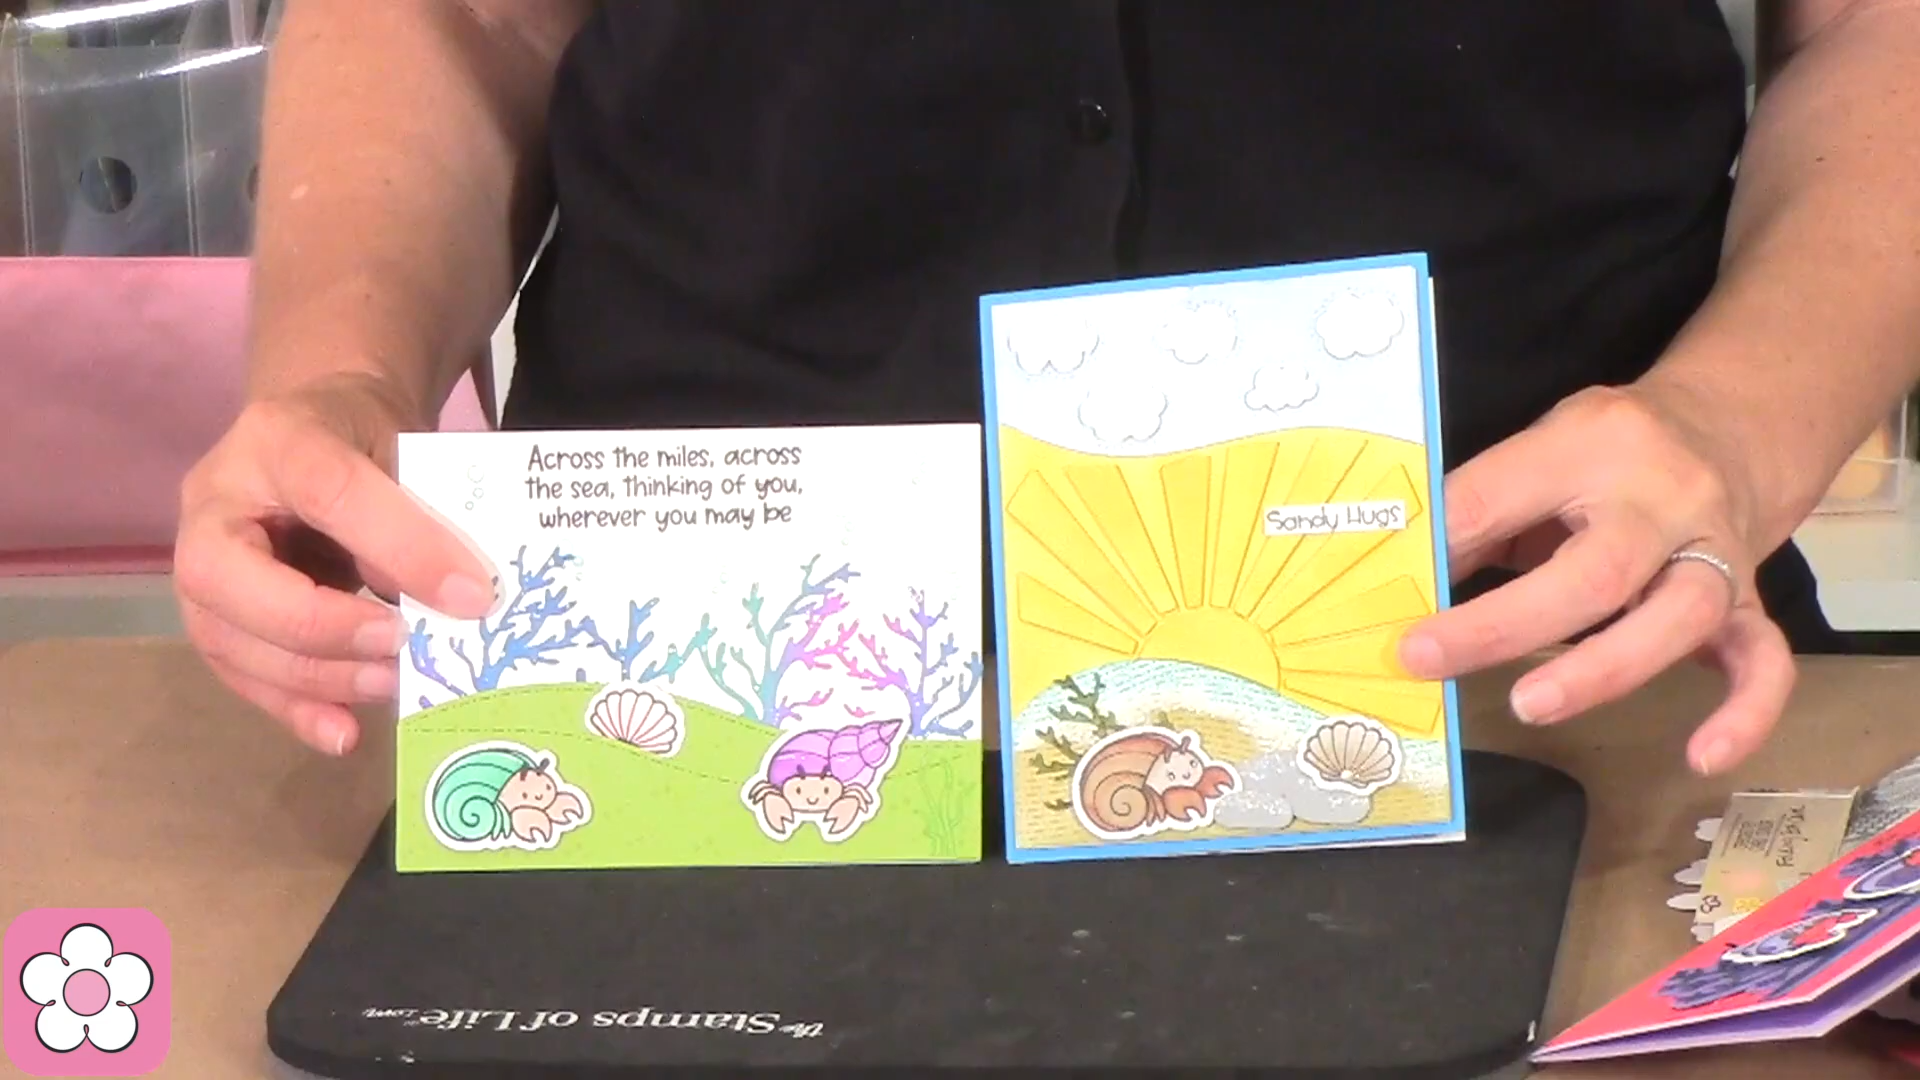 Across the miles, across
the sea, thinking of you,
wherever you may be
Sandy Hugs
the Stamps of Life.com